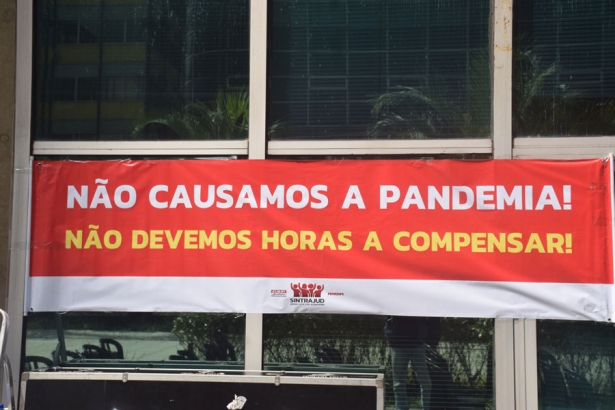 NÃO CAUSAMOS A PANDEMIA!
NÃO DEVEMOS HORAS A COMPENSAR!
SINTRAJUD